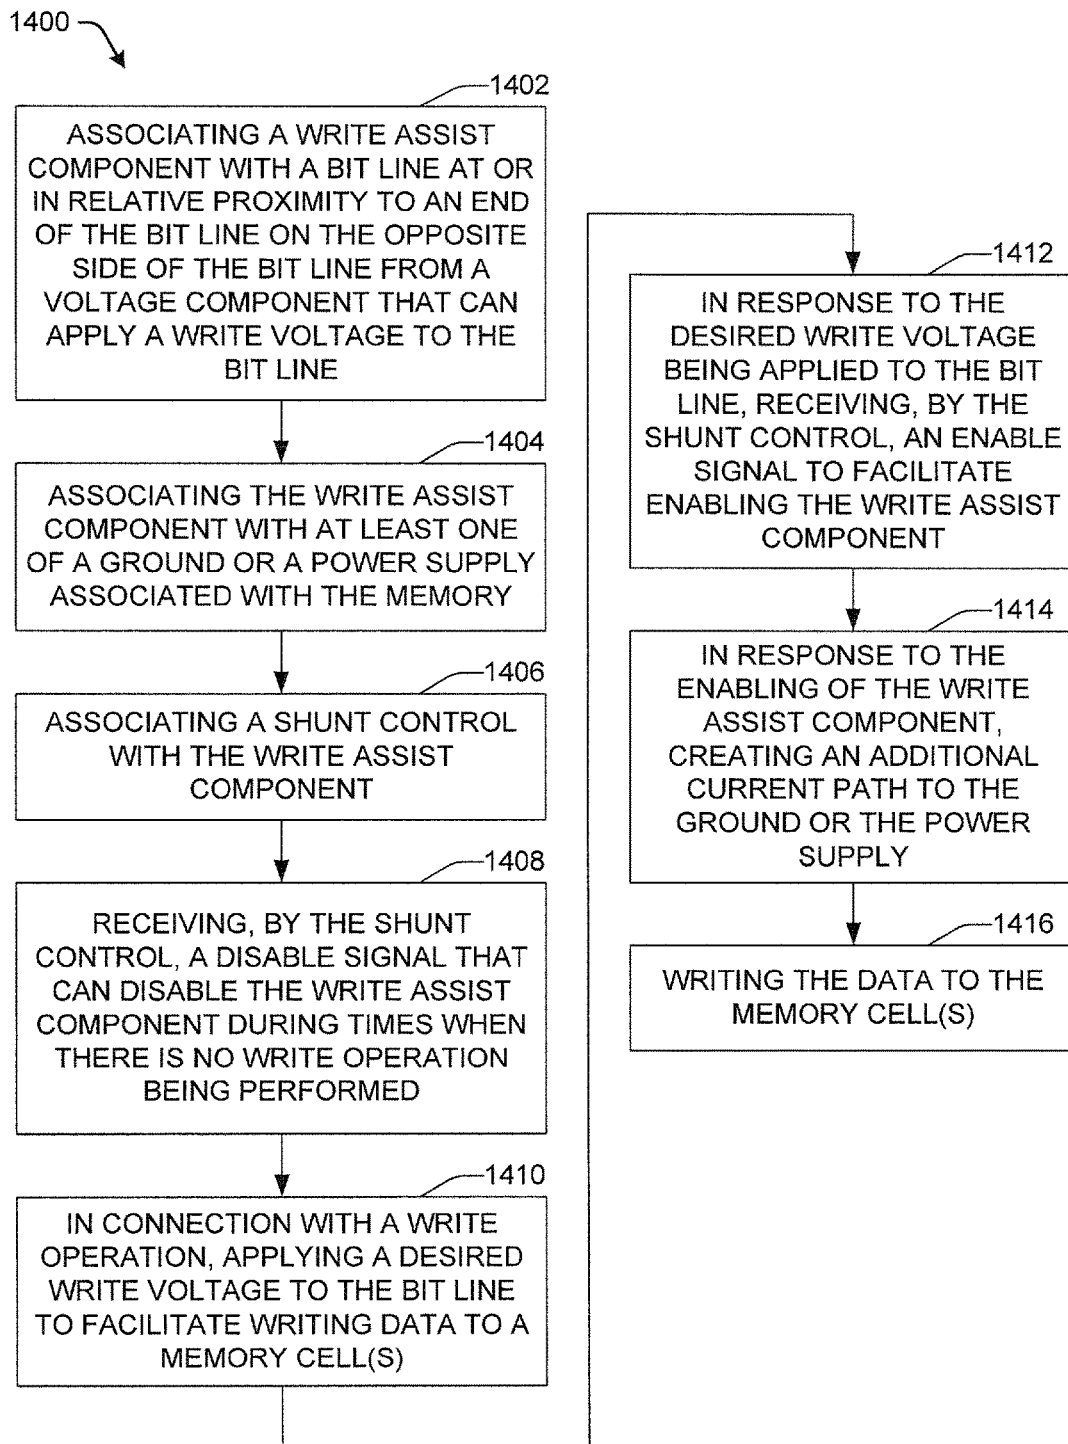 1400
1402
ASSOCIATING A WRITE ASSIST
COMPONENT WITH A BIT LINE AT OR
IN RELATIVE PROXIMITY TO AN END
OF THE BIT LINE ON THE OPPOSITE
SIDE OF THE BIT LINE FROM A
VOLTAGE COMPONENT THAT CAN
APPLY A WRITE VOLTAGE TO THE
BIT LINE
1404
ASSOCIATING THE WRITE ASSIST
COMPONENT WITH AT LEAST ONE
OF A GROUND OR A POWER SUPPLY
ASSOCIATED WITH THE MEMORY
1406
ASSOCIATING A SHUNT CONTROL
WITH THE WRITE ASSIST
COMPONENT
1408
RECEIVING, BY THE SHUNT
CONTROL, A DISABLE SIGNAL THAT
CAN DISABLE THE WRITE ASSIST
COMPONENT DURING TIMES WHEN
THERE IS NO WRITE OPERATION
BEING PERFORMED
1410
IN CONNECTION WITH A WRITE
OPERATION, APPLYING A DESIRED
WRITE VOLTAGE TO THE BIT LINE
TO FACILITATE WRITING DATA TO A
MEMORY CELL(S)
1412
IN RESPONSE TO THE
DESIRED WRITE VOLTAGE
BEING APPLIED TO THE BIT
LINE, RECEIVING, BY THE
SHUNT CONTROL, AN ENABLE
SIGNAL TO FACILITATE
ENABLING THE WRITE ASSIST
COMPONENT
1414
IN RESPONSE TO THE
ENABLING OF THE WRITE
ASSIST COMPONENT,
CREATING AN ADDITIONAL
CURRENT PATH TO THE
GROUND OR THE POWER
SUPPLY
1416
WRITING THE DATA TO THE
MEMORY CELL(S)